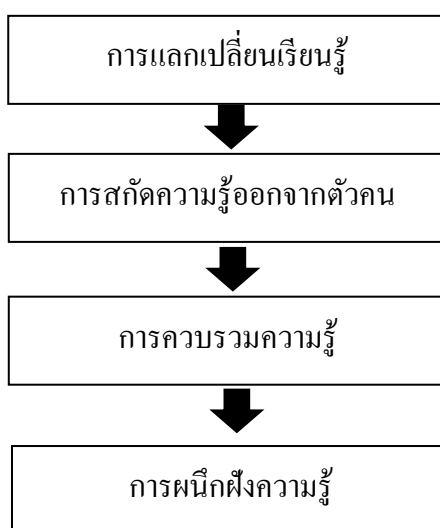 การแลกเปลี่ยนเรียนรู้
การสกัดความรู้ออกจากตัวคน
การควบรวมความรู้
การผนึกฝังความรู้